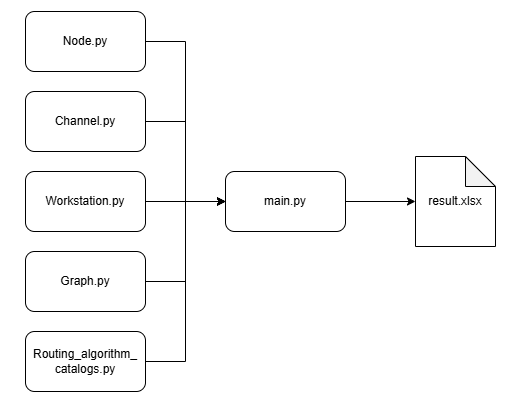 Node.py
Channel.py
Workstation.py
main.py
result.xlsx
Graph.py
Routing_algorithm_
catalogs.py